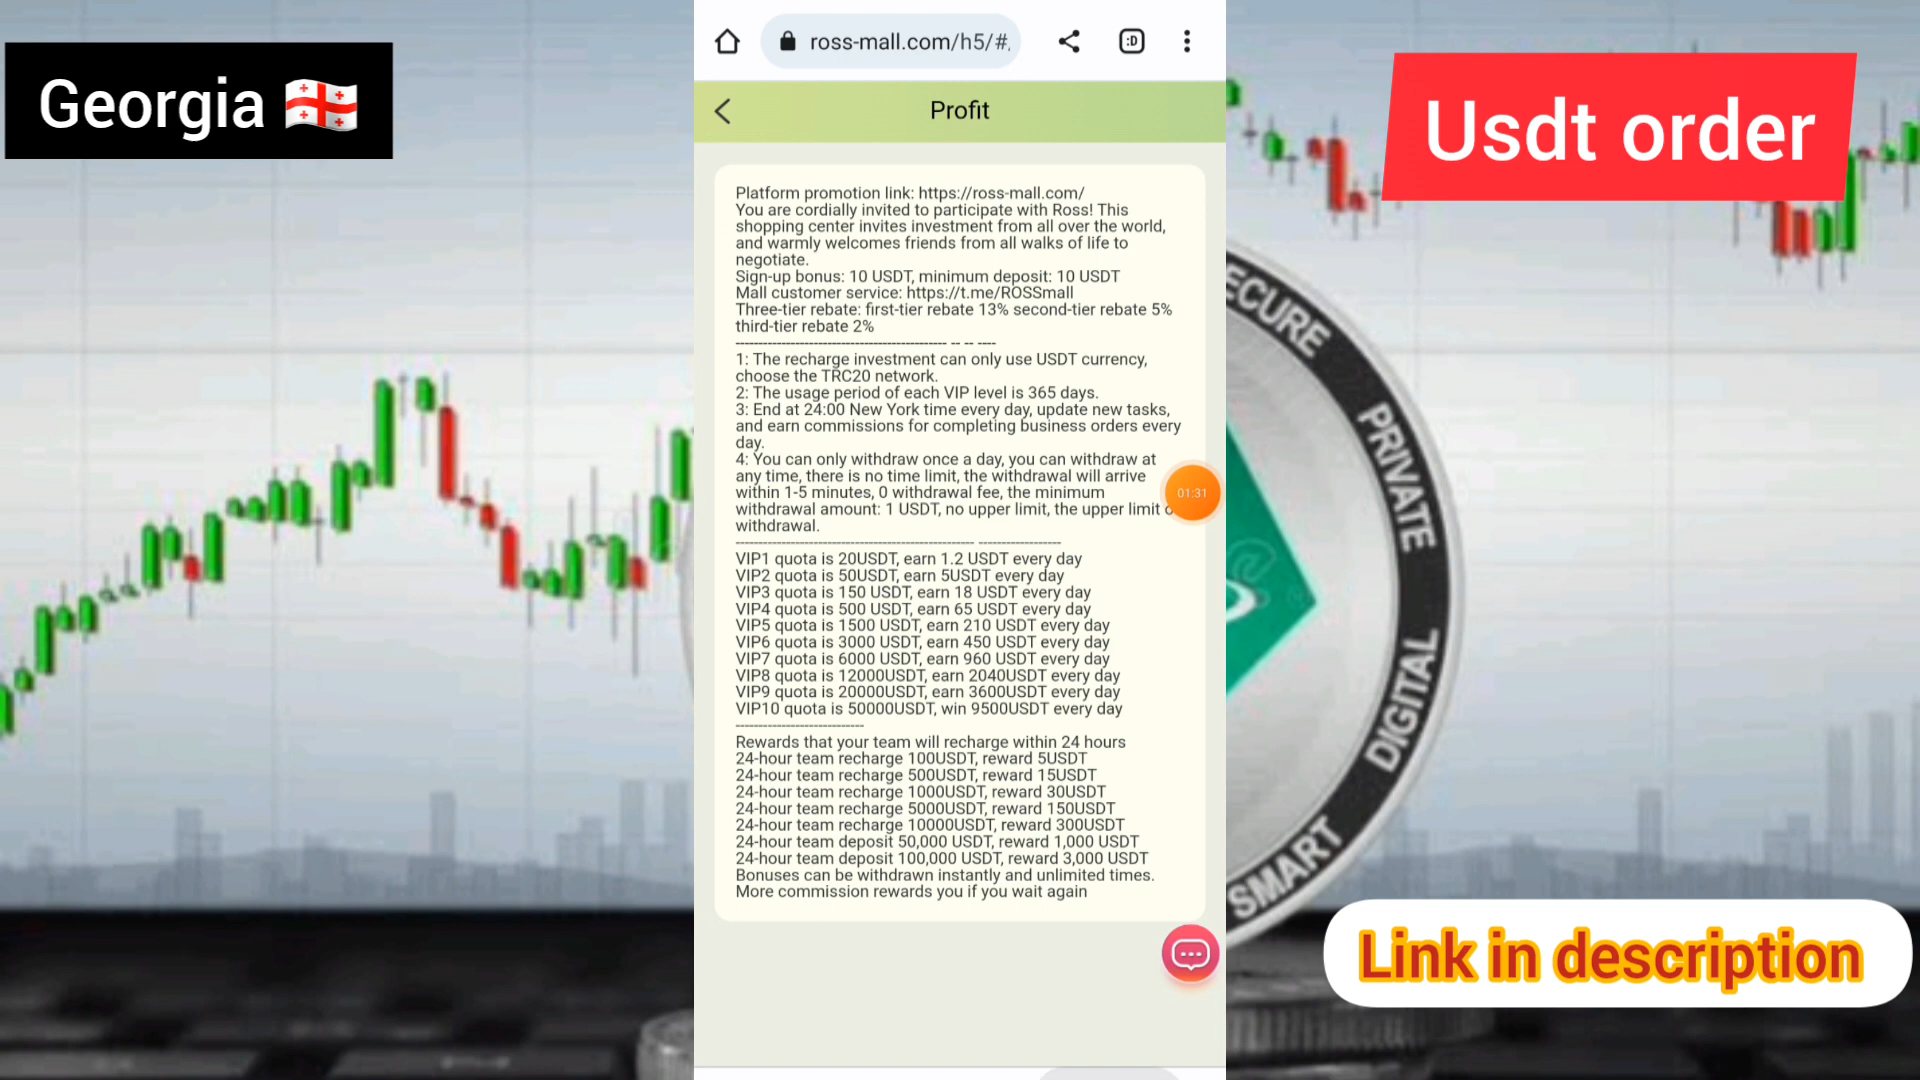 Georgia
ross-mall.com/h5/#
:D
Usdt order
Profit
Platform promotion link: https://ross-mall.com/
You are cordially invited to participate with Ross! This
shopping center invites investment from all over the world,
and warmly welcomes friends from all walks of life to
negotiate.
Sign-up bonus: 10 USDT, minimum deposit: 10 USDT
Mall customer service: https://t.me/ROSSmall
Three-tier rebate: first-tier rebate 13% second-tier rebate 5%
third-tier rebate 2%
---------------------------------------------- -- -- ----
1: The recharge investment can only use USDT currency,
choose the TRC20 network.
2: The usage period of each VIP level is 365 days.
3: End at 24:00 New York time every day, update new tasks,
and earn commissions for completing business orders every
day.
4: You can only withdraw once a day, you can withdraw at
any time, there is no time limit, the withdrawal will arrive
within 1-5 minutes, 0 withdrawal fee, the minimum
withdrawal amount: 1 USDT, no upper limit, the upper limit
withdrawal.
01:31
---------------------------------------------------- ------------------
VIP1 quota is 20USDT, earn 1.2 USDT every day
VIP2 quota is 50USDT, earn 5USDT every day
VIP3 quota is 150 USDT, earn 18 USDT every day
VIP4 quota is 500 USDT, earn 65 USDT every day
VIP5 quota is 1500 USDT, earn 210 USDT every day
VIP6 quota is 3000 USDT, earn 450 USDT every day
VIP7 quota is 6000 USDT, earn 960 USDT every day
VIP8 quota is 12000USDT, earn 2040USDT every day
VIP9 quota is 20000USDT, earn 3600USDT every day
VIP10 quota is 50000USDT, win 9500USDT every day
----------------------------
Rewards that your team will recharge within 24 hours
24-hour team recharge 100USDT, reward 5USDT
24-hour team recharge 500USDT, reward 15USDT
24-hour team recharge 1000USDT, reward 30USDT
24-hour team recharge 5000USDT, reward 150USDT
24-hour team recharge 10000USDT, reward 300USDT
24-hour team deposit 50,000 USDT, reward 1,000 USDT
24-hour team deposit 100,000 USDT, reward 3,000 USDT
Bonuses can be withdrawn instantly and unlimited times.
More commission rewards you if you wait again
PRIVATE
DIGITAL
SMART
Link in description